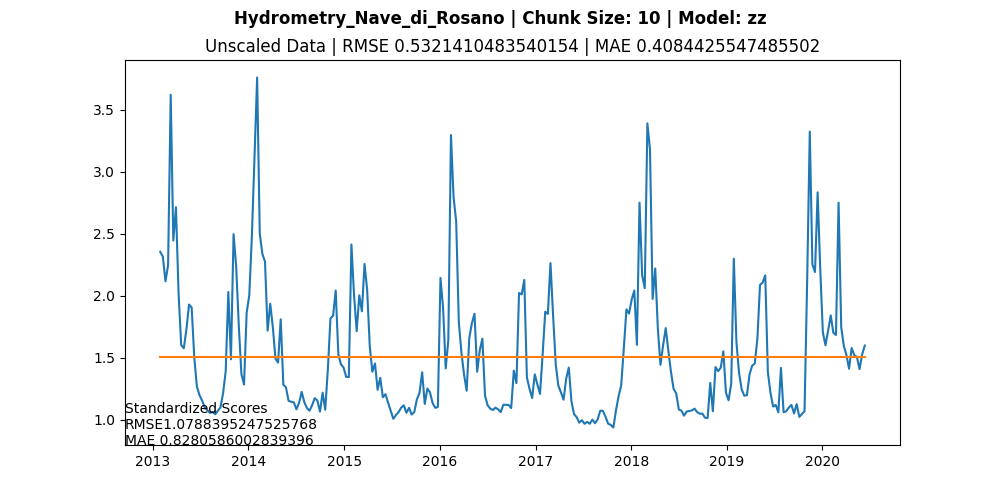 Hydrometry_Nave_di_Rosano | Chunk Size: 10 | Model: zz
Unscaled Data | RMSE 0.5321410483540154 | MAE 0.4084425547485502
3.5
3.0
2.5
2.0
1.5
1.0
Standardized Scores
RMSE1.0788395247525768
MAE 0.8280586002839396
2013 2014 2015 2016 2017 2018 2019 2020